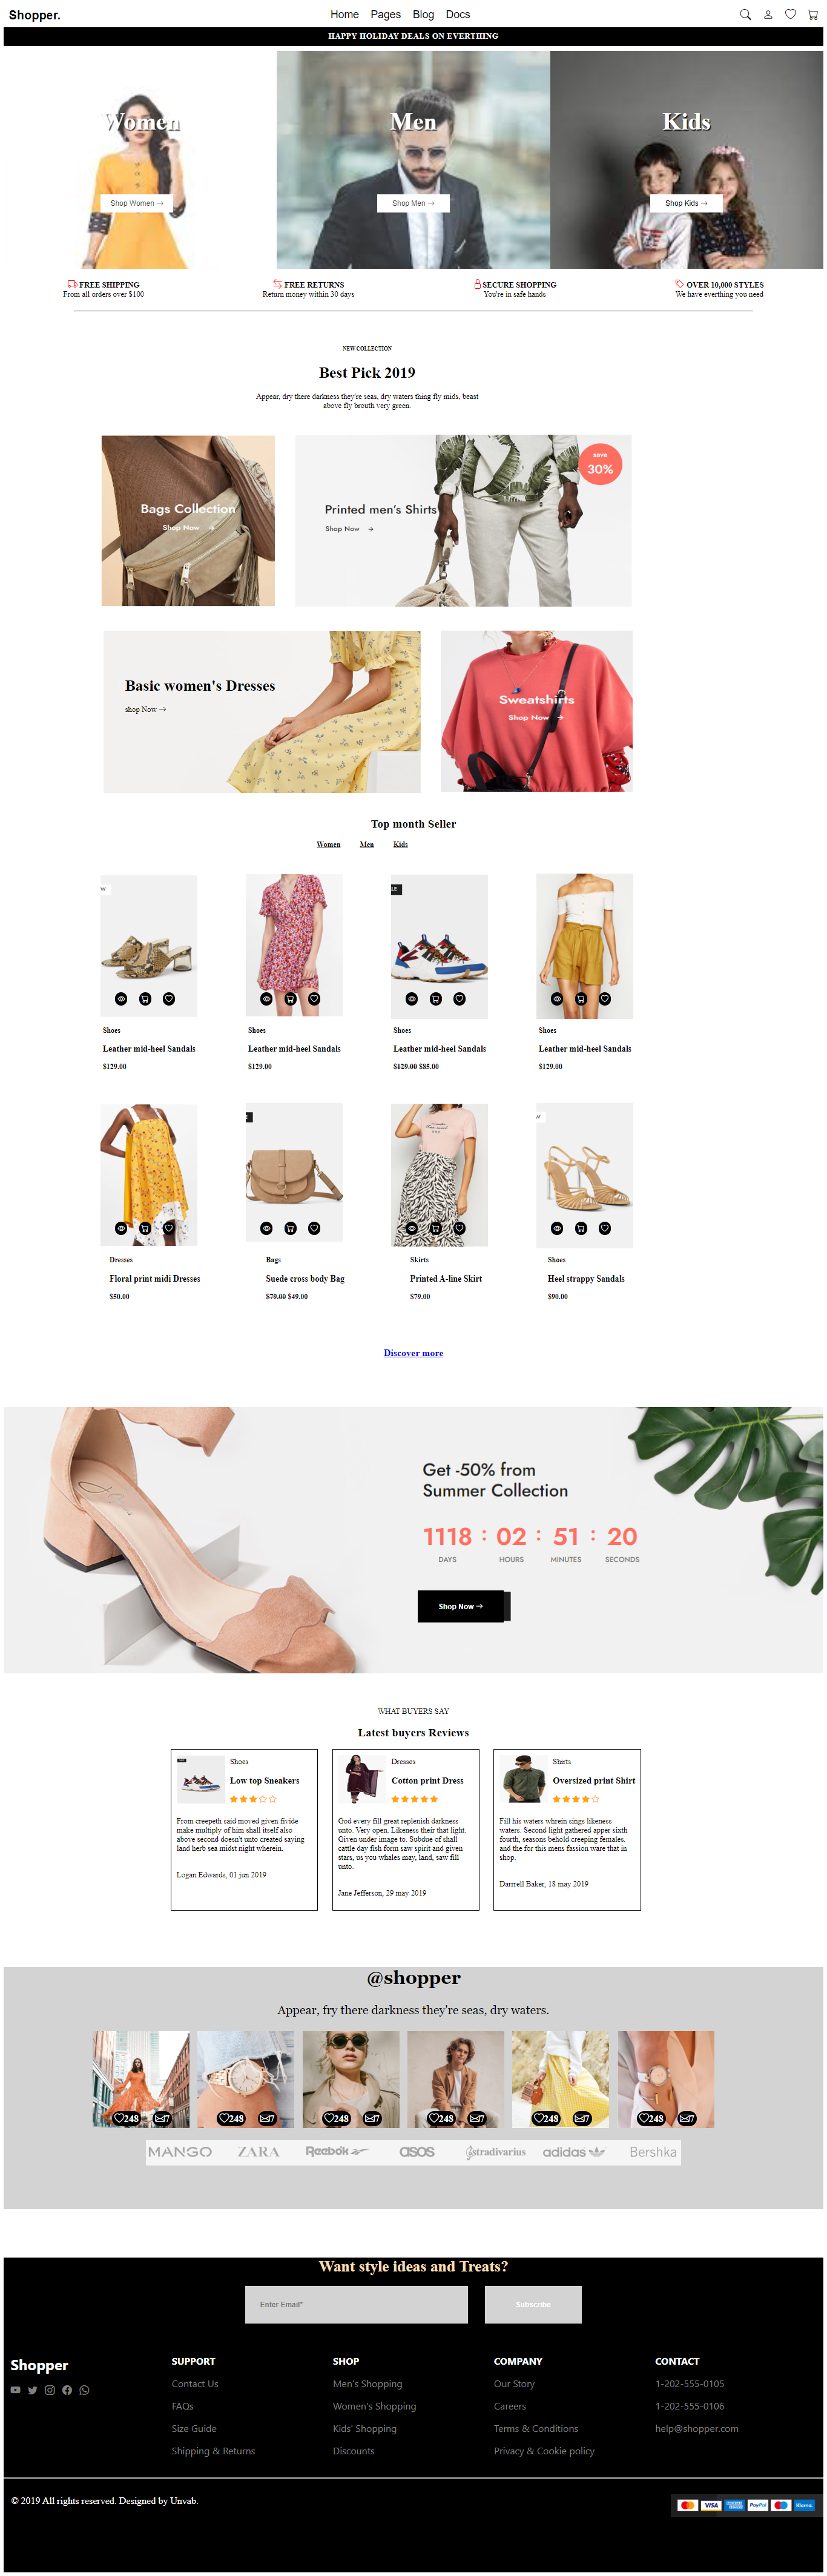 Shopper.
Home Pages Blog Docs
HAPPY HOLIDAY DEALS ON EVERTHING
Women
Men
Kids
Shop Women →
Shop Men →
Shop Kids →
FREE SHIPPING
From all orders over $100
FREE RETURNS
Return money within 30 days
SECURE SHOPPING
You're in safe hands
OVER 10,000 STYLES
We have everthing you need
NEW COLLECTION
Best Pick 2019
Appear, dry there darkness they're seas, dry waters thing fly mids, beast
above fly brouth very green.
Bags Collection
Shop Now →
save
30%
Printed men's Shirts
Shop Now →
Basic women's Dresses
shop Now →
Sweatshirts
Shop Now →
Top month Seller
Women Men Kids
W
LE
Shoes
Leather mid-heel Sandals
$129.00
Shoes
Leather mid-heel Sandals
$129.00
Shoes
Leather mid-heel Sandals
$129.00 $85.00
Shoes
Leather mid-heel Sandals
$129.00
Dresses
Floral print midi Dresses
$50.00
Bags
Suede cross body Bag
$79.00 $49.00
Skirts
Printed A-line Skirt
$79.00
Shoes
Heel strappy Sandals
$90.00
Discover more
Get -50% from
Summer Collection
1118 : 02 : 51 : 20
DAYS HOURS MINUTES SECONDS
Shop Now →
WHAT BUYERS SAY
Latest buyers Reviews
Shoes
Low top Sneakers
From creepeth said moved given fivide
make multiply of him shall itself also
above second doesn't unto created saying
land herb sea midst night wherein.
Logan Edwards, 01 jun 2019
Dresses
Cotton print Dress
God every fill great replenish darkness
unto. Very open. Likeness their that light.
Given under image to. Subdue of shall
cattle day fish form saw spirit and given
stars, us you whales may, land, saw fill
unto.
Jane Jefferson, 29 may 2019
Shirts
Oversized print Shirt
Fill his waters whrein sings likeness
waters. Second light gathered apper sixth
fourth, seasons behold creeping females.
and the for this mens fassion ware that in
shop.
Darrrell Baker, 18 may 2019
@shopper
Appear, fry there darkness they're seas, dry waters.
248 7
248 7
248 7
248 7
248 7
248 7
MANGO ZARA Reebok asos stradivarius adidas Bershka
Want style ideas and Treats?
Enter Email*
Subscribe
Shopper
SUPPORT
Contact Us
FAQs
Size Guide
Shipping & Returns
SHOP
Men's Shopping
Women's Shopping
Kids' Shopping
Discounts
COMPANY
Our Story
Careers
Terms & Conditions
Privacy & Cookie policy
CONTACT
1-202-555-0105
1-202-555-0106
help@shopper.com
© 2019 All rights reserved. Designed by Unvab.
VISA PayPal Klarna.